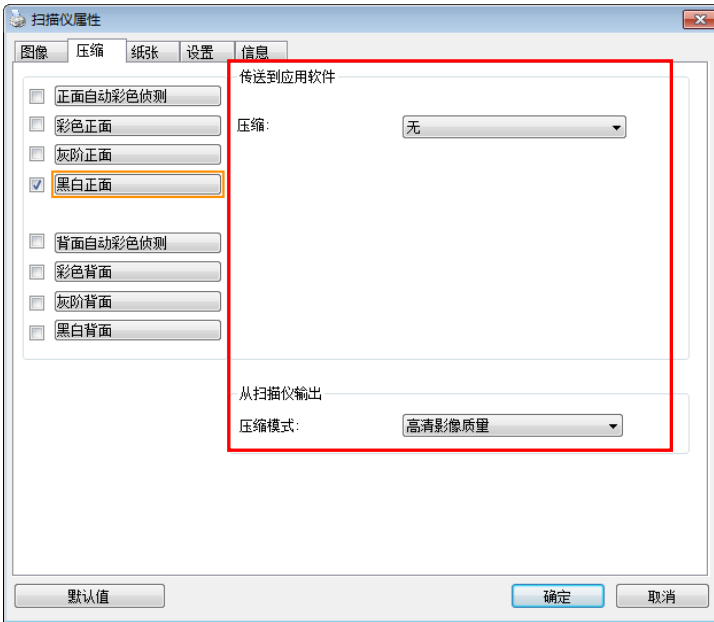 扫描仪属性
图像 压缩 纸张 设置 信息
传送到应用软件
正面自动彩色侦测
彩色正面
压缩: 无
灰阶正面
黑白正面
背面自动彩色侦测
彩色背面
灰阶背面
黑白背面
从扫描仪输出
压缩模式: 高清影像质量
默认值 确定 取消